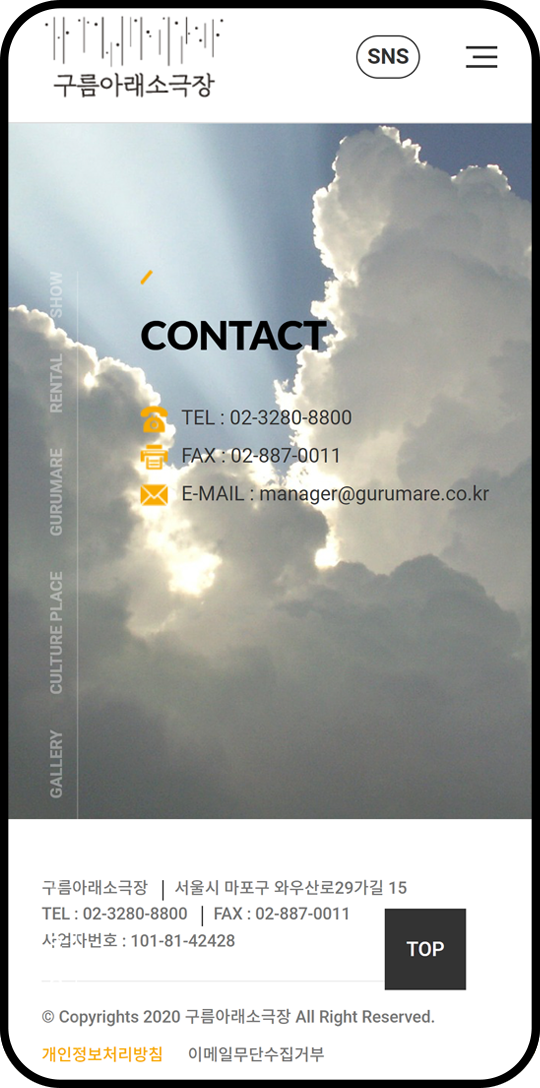 구름아래소극장
SNS
SHOW
RENTAL
GURUMARE
CULTURE PLACE
GALLERY
CONTACT
TEL : 02-3280-8800
FAX : 02-887-0011
E-MAIL : manager@gurumare.co.kr
구름아래소극장 | 서울시 마포구 와우산로29가길 15
TEL : 02-3280-8800 | FAX : 02-887-0011
사업자번호 : 101-81-42428
TOP
© Copyrights 2020 구름아래소극장 All Right Reserved.
개인정보처리방침 이메일무단수집거부